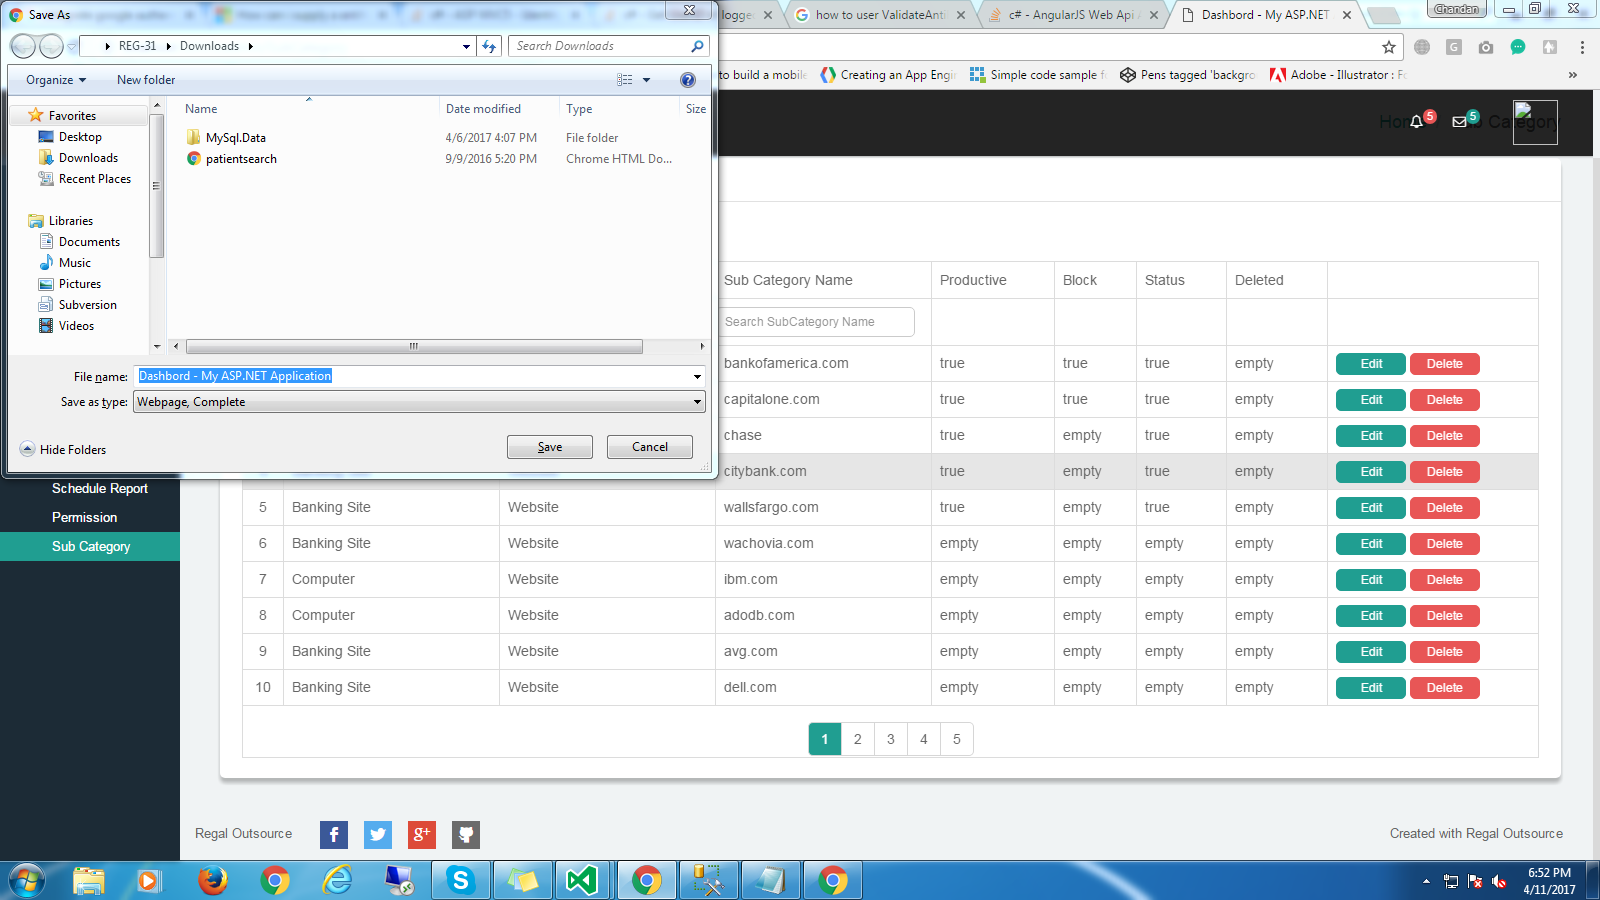 Save As
logge
how to user ValidateAnti
c# - AngularJS Web Api
Dashbord - My ASP.NET
Chandan
REG-31
Downloads
Search Downloads
Organize
New folder
to build a mobile
Creating an App Engi
Simple code sample f
Pens tagged 'backgro
Adobe - Illustrator : Fo
»
Favorites
Desktop
Downloads
Recent Places
Libraries
Documents
Music
Pictures
Subversion
Videos
Name Date modified Type Size
MySql.Data 4/6/2017 4:07 PM File folder
patientsearch 9/9/2016 5:20 PM Chrome HTML Do...
File name: Dashbord - My ASP.NET Application
Save as type: Webpage, Complete
Hide Folders
Save
Cancel
5
5
Category
Sub Category Name Productive Block Status Deleted
Search SubCategory Name
bankofamerica.com true true true empty Edit Delete
capitalone.com true true true empty Edit Delete
chase true empty true empty Edit Delete
citybank.com true empty true empty Edit Delete
5 Banking Site Website wallsfargo.com true empty true empty Edit Delete
6 Banking Site Website wachovia.com empty empty empty empty Edit Delete
7 Computer Website ibm.com empty empty empty empty Edit Delete
8 Computer Website adodb.com empty empty empty empty Edit Delete
9 Banking Site Website avg.com empty empty empty empty Edit Delete
10 Banking Site Website dell.com empty empty empty empty Edit Delete
1 2 3 4 5
Schedule Report
Permission
Sub Category
Regal Outsource
Created with Regal Outsource
6:52 PM
4/11/2017